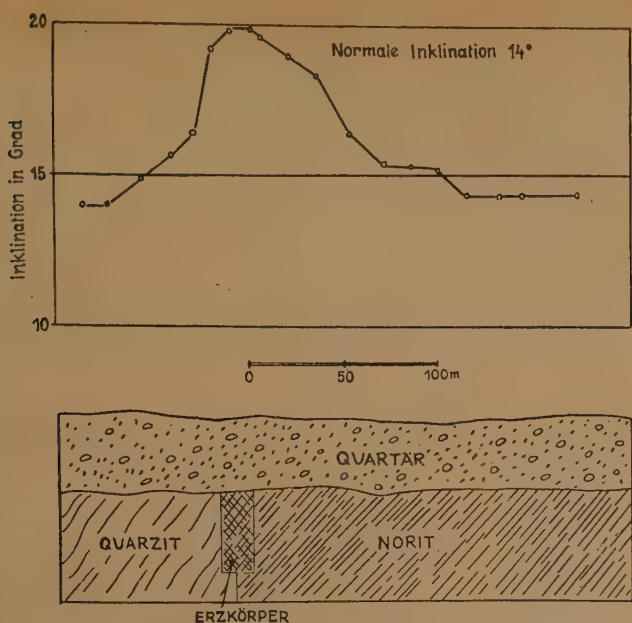 20
Normale Inklination 14°
15
10
Inklination in Grad
0 50 100m
QUARTÄR
QUARZIT
NORIT
ERZKÖRPER